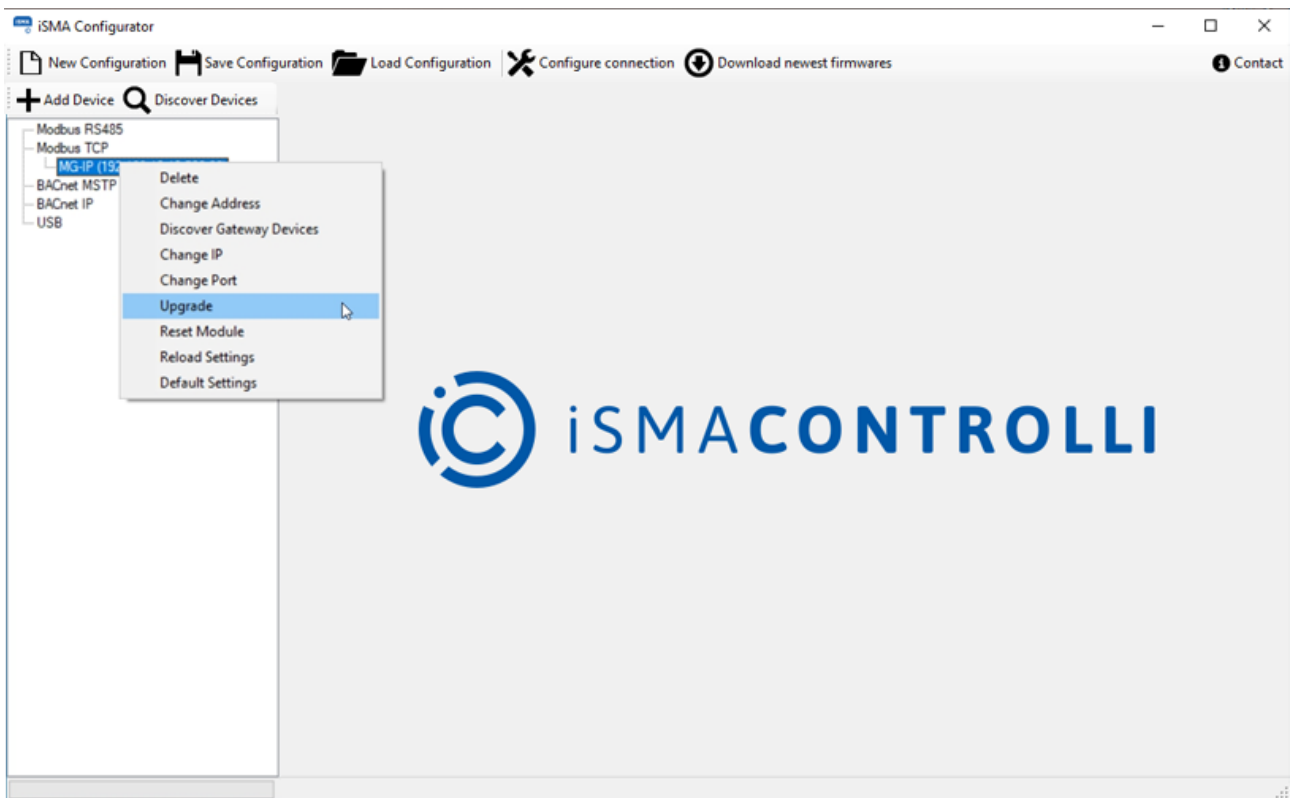 iSMA Configurator
New Configuration Save Configuration Load Configuration Configure connection Download newest firmwares Contact
Add Device Discover Devices
Modbus RS485
Modbus TCP
MG-IP (192
BACnet MSTP
BACnet IP
USB
Delete
Change Address
Discover Gateway Devices
Change IP
Change Port
Upgrade
Reset Module
Reload Settings
Default Settings
iSMACONTROLLI